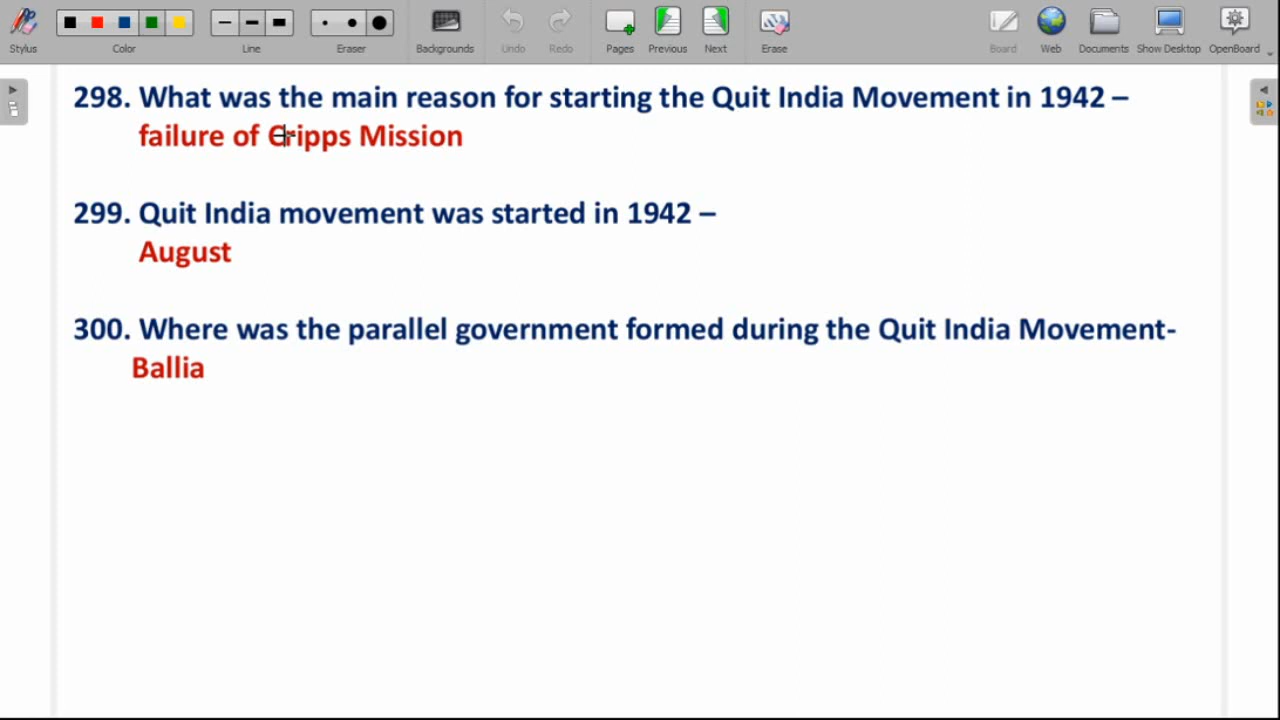 Stylus
Color
Line
Eraser
Backgrounds
Undo
Redo
Pages
Previous
Next
Erase
Board
Web
Documents
Show Desktop
OpenBoard
298. What was the main reason for starting the Quit India Movement in 1942 –
failure of Cripps Mission
299. Quit India movement was started in 1942 –
August
300. Where was the parallel government formed during the Quit India Movement-
Ballia